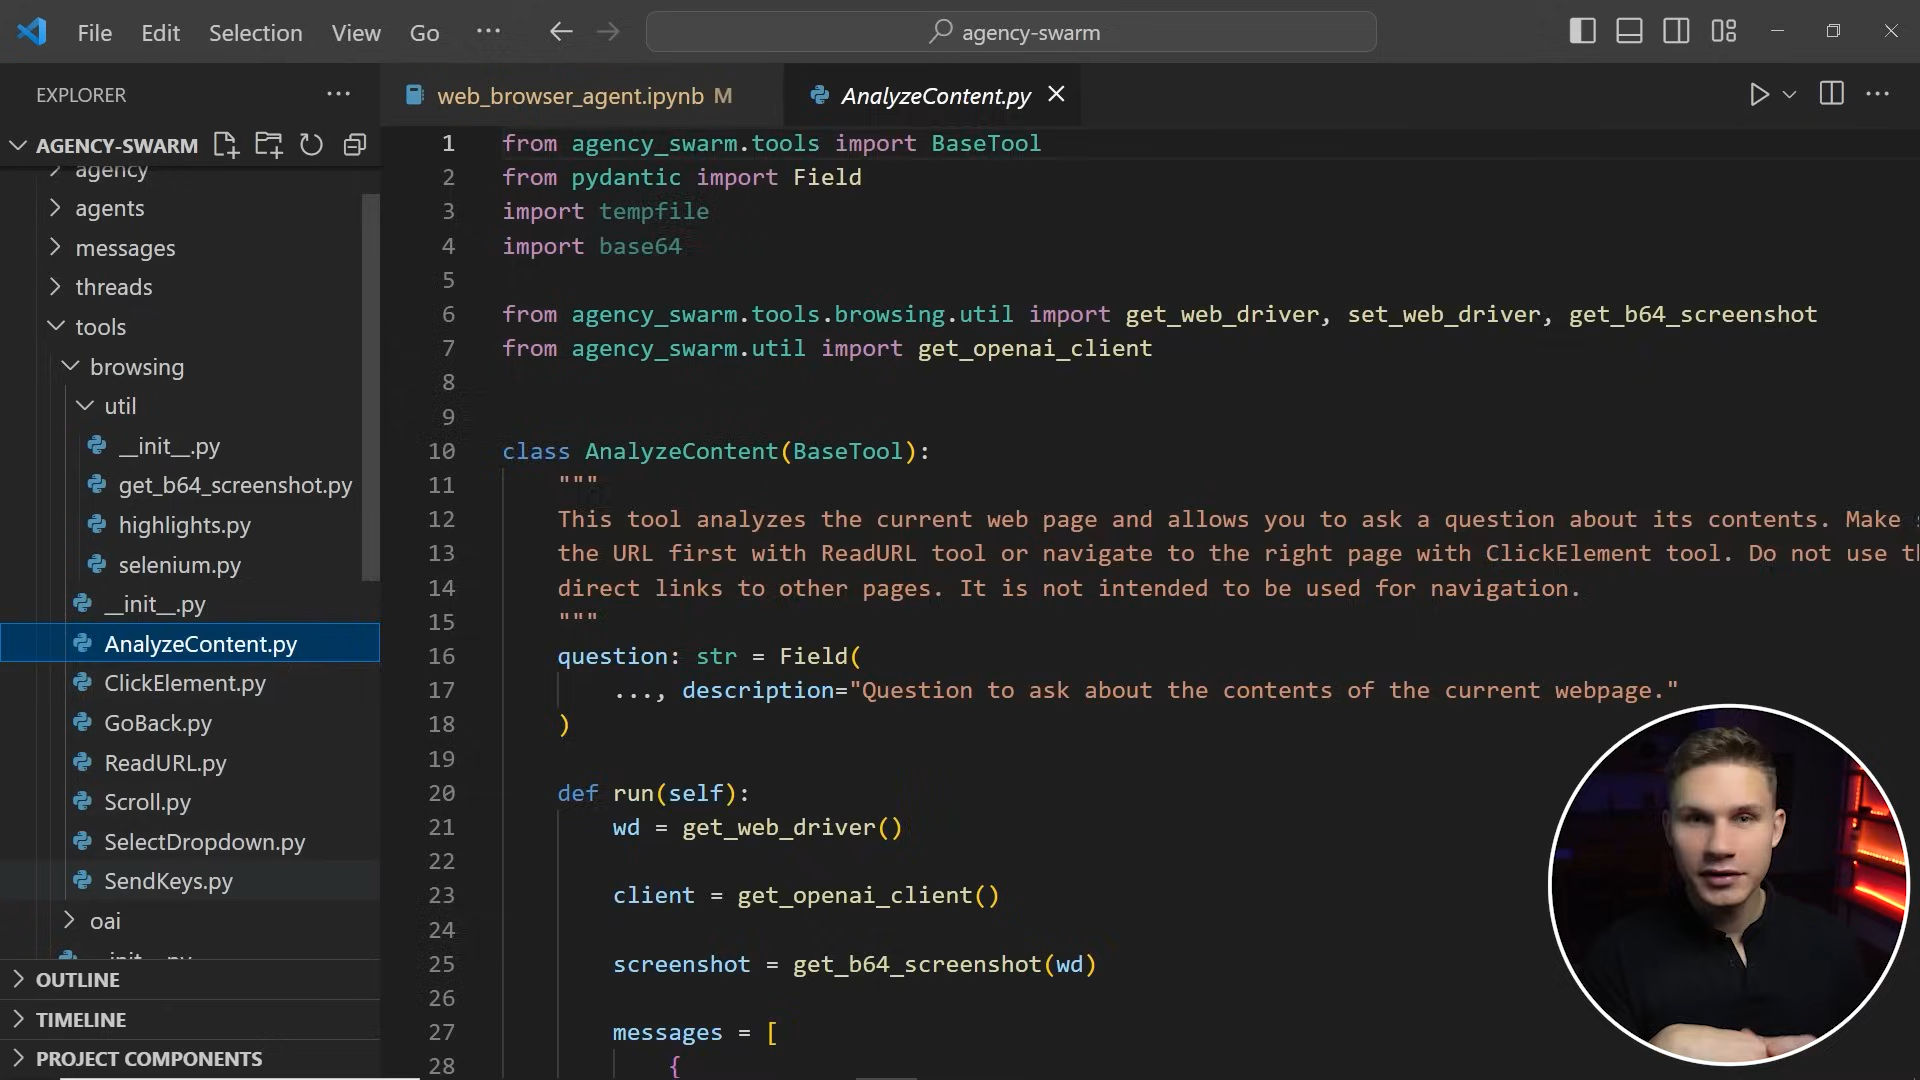 File Edit Selection View Go ··· agency-swarm
EXPLORER ···
AGENCY-SWARM
agency
agents
messages
threads
tools
browsing
util
__init__.py
get_b64_screenshot.py
highlights.py
selenium.py
__init__.py
AnalyzeContent.py
ClickElement.py
GoBack.py
ReadURL.py
Scroll.py
SelectDropdown.py
SendKeys.py
oai
OUTLINE
TIMELINE
PROJECT COMPONENTS
web_browser_agent.ipynb M AnalyzeContent.py
1 from agency_swarm.tools import BaseTool
2 from pydantic import Field
3 import tempfile
4 import base64
5
6 from agency_swarm.tools.browsing.util import get_web_driver, set_web_driver, get_b64_screenshot
7 from agency_swarm.util import get_openai_client
8
9
10 class AnalyzeContent(BaseTool):
11 """
12 This tool analyzes the current web page and allows you to ask a question about its contents. Make
13 the URL first with ReadURL tool or navigate to the right page with ClickElement tool. Do not use
14 direct links to other pages. It is not intended to be used for navigation.
15 """
16 question: str = Field(
17 ..., description="Question to ask about the contents of the current webpage."
18 )
19
20 def run(self):
21 wd = get_web_driver()
22
23 client = get_openai_client()
24
25 screenshot = get_b64_screenshot(wd)
26
27 messages = [
28 {